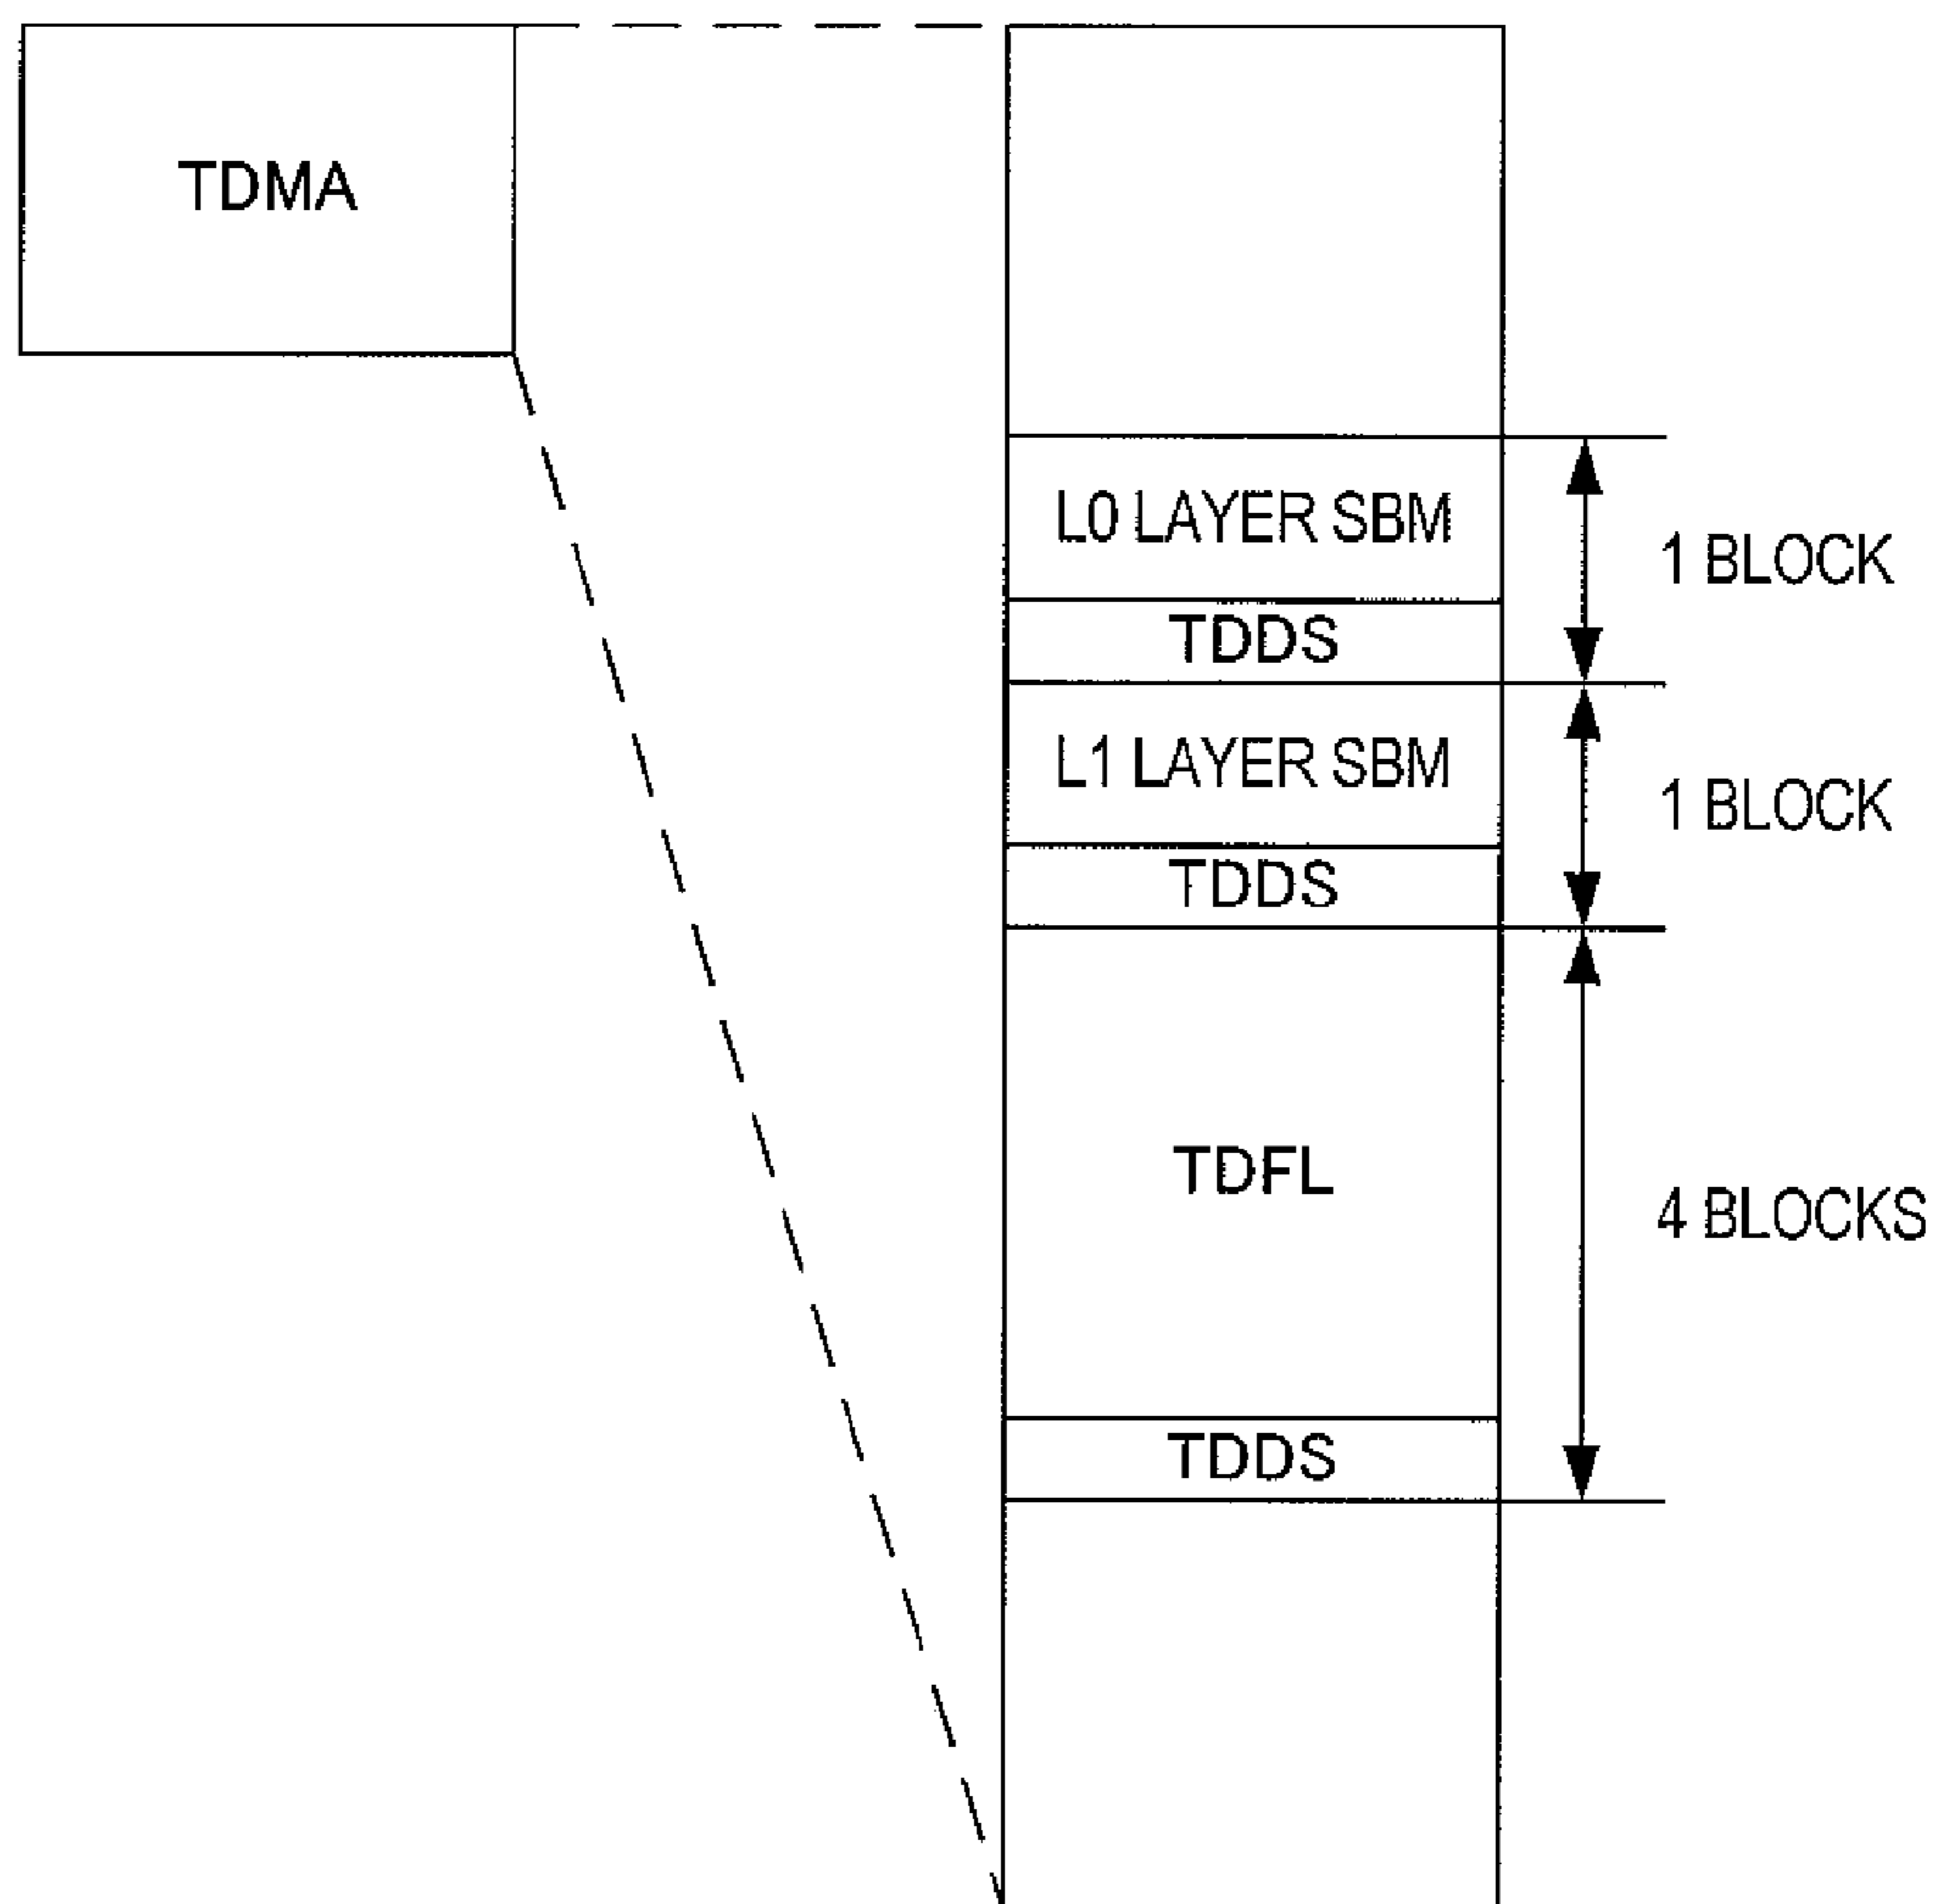 TDMA
L0 LAYER SBM
1 BLOCK
TDDS
L1 LAYER SBM
1 BLOCK
TDDS
TDFL
4 BLOCKS
TDDS